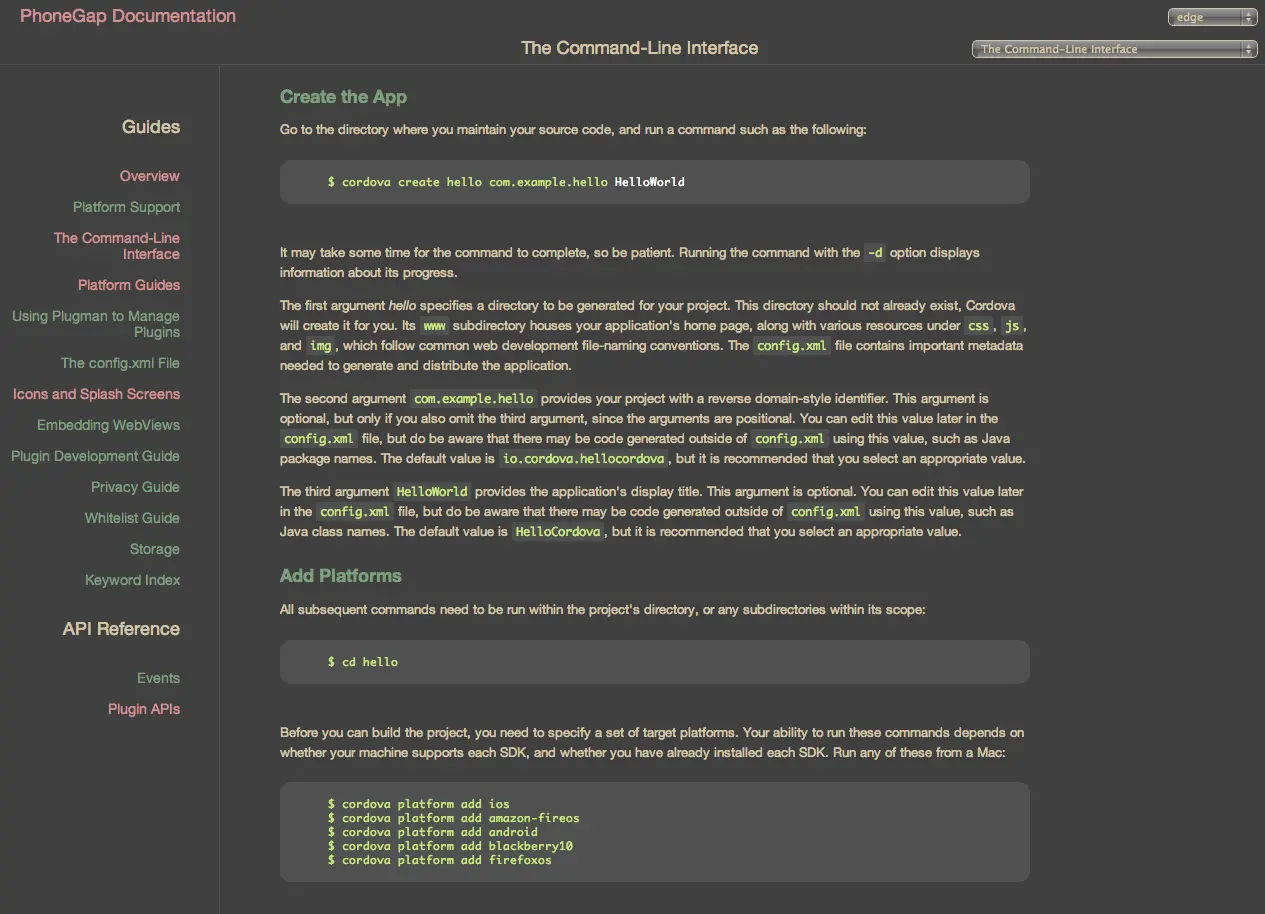 PhoneGap Documentation
edge
The Command-Line Interface
The Command-Line Interface
Guides
Overview
Platform Support
The Command-Line
Interface
Platform Guides
Using Plugman to Manage
Plugins
The config.xml File
Icons and Splash Screens
Embedding WebViews
Plugin Development Guide
Privacy Guide
Whitelist Guide
Storage
Keyword Index
API Reference
Events
Plugin APIs
Create the App
Go to the directory where you maintain your source code, and run a command such as the following:
$ cordova create hello com.example.hello HelloWorld
It may take some time for the command to complete, so be patient. Running the command with the -d option displays
information about its progress.
The first argument hello specifies a directory to be generated for your project. This directory should not already exist, Cordova
will create it for you. Its www subdirectory houses your application's home page, along with various resources under css, js,
and img, which follow common web development file-naming conventions. The config.xml file contains important metadata
needed to generate and distribute the application.
The second argument com.example.hello provides your project with a reverse domain-style identifier. This argument is
optional, but only if you also omit the third argument, since the arguments are positional. You can edit this value later in the
config.xml file, but do be aware that there may be code generated outside of config.xml using this value, such as Java
package names. The default value is io.cordova.hellocordova, but it is recommended that you select an appropriate value.
The third argument HelloWorld provides the application's display title. This argument is optional. You can edit this value later
in the config.xml file, but do be aware that there may be code generated outside of config.xml using this value, such as
Java class names. The default value is HelloCordova, but it is recommended that you select an appropriate value.
Add Platforms
All subsequent commands need to be run within the project's directory, or any subdirectories within its scope:
$ cd hello
Before you can build the project, you need to specify a set of target platforms. Your ability to run these commands depends on
whether your machine supports each SDK, and whether you have already installed each SDK. Run any of these from a Mac:
$ cordova platform add ios
$ cordova platform add amazon-fireos
$ cordova platform add android
$ cordova platform add blackberry10
$ cordova platform add firefoxos